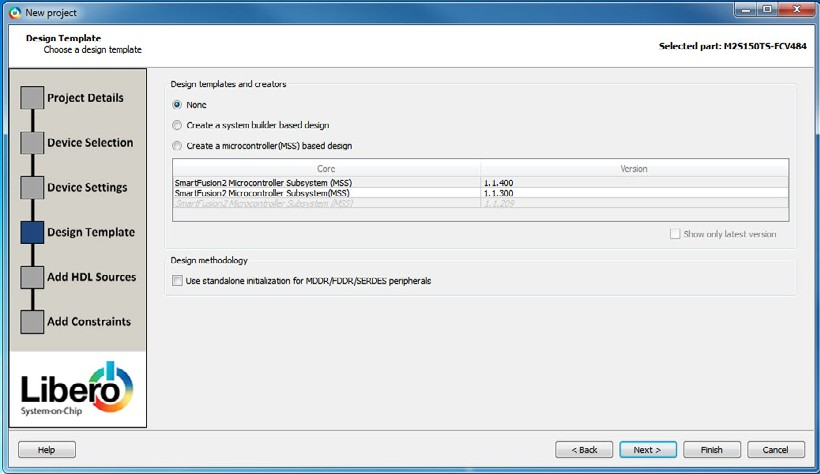 New project
Design Template
Choose a design template
Selected part: M2S150TS-FCV484
Project Details
Device Selection
Device Settings
Design Template
Add HDL Sources
Add Constraints
Libero
System-on-Chip
Design templates and creators
None
Create a system builder based design
Create a microcontroller(MSS) based design
Core Version
SmartFusion2 Microcontroller Subsystem (MSS) 1.1.400
SmartFusion2 Microcontroller Subsystem(MSS) 1.1.300
SmartFusion2 Microcontroller Subsystem (MSS) 1.1.209
Show only latest version
Design methodology
Use standalone initialization for MDDR/FDDR/SERDES peripherals
Help < Back Next > Finish Cancel